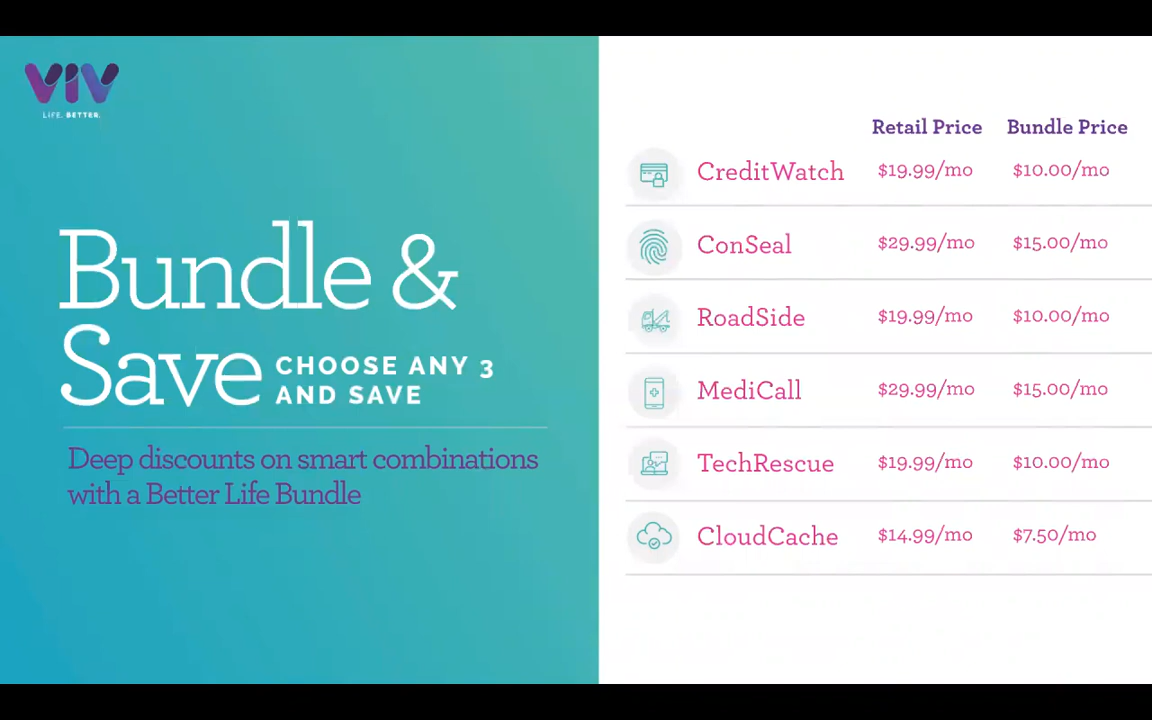 VIV
LIFE. BETTER.
Bundle &
Save CHOOSE ANY 3
AND SAVE
Deep discounts on smart combinations
with a Better Life Bundle
Retail Price Bundle Price
CreditWatch $19.99/mo $10.00/mo
ConSeal $29.99/mo $15.00/mo
RoadSide $19.99/mo $10.00/mo
MediCall $29.99/mo $15.00/mo
TechRescue $19.99/mo $10.00/mo
CloudCache $14.99/mo $7.50/mo